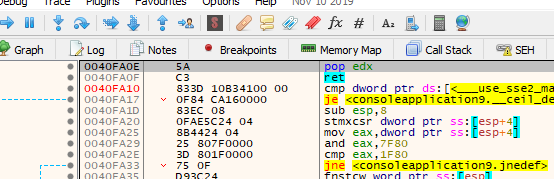 Debug Trace Plugins Favourites Options Help Nov 10 2019
Graph Log Notes Breakpoints Memory Map Call Stack SEH
0040FA0E 5A pop edx
0040FA0F C3 ret
0040FA10 833D 10B34100 00 cmp dword ptr ds:[<___use_sse2_ma
0040FA17 0F84 CA160000 je <consoleapplication9.__ceil_de
0040FA1D 83EC 08 sub esp,8
0040FA20 0FAE5C24 04 stmxcsr dword ptr ss:[esp+4]
0040FA25 8B4424 04 mov eax,dword ptr ss:[esp+4]
0040FA29 25 807F0000 and eax,7F80
0040FA2E 3D 801F0000 cmp eax,1F80
0040FA33 75 0F jne <consoleapplication9.jnedef>
0040FA35 D93C24 fnstcw word ptr ss:[esp]